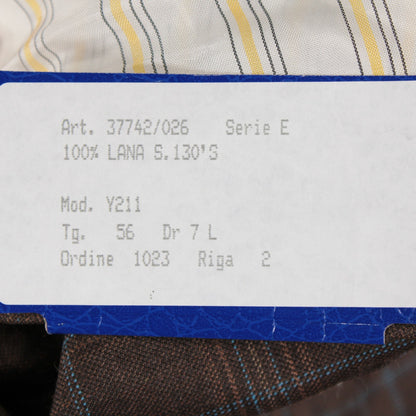 Art. 37742/026 Serie E
100% LANA S.130'S
Mod. Y211
Tg. 56 Dr 7 L
Ordine 1023 Riga 2